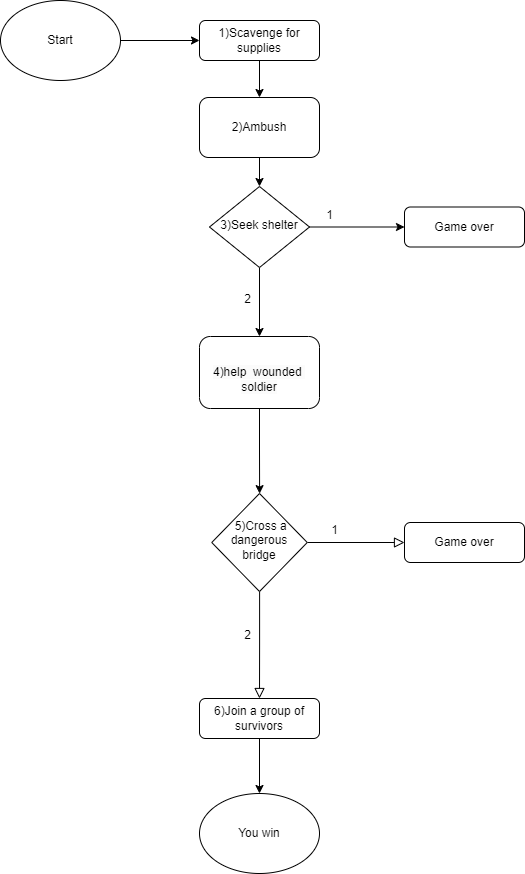 Start
1)Scavenge for
supplies
2)Ambush
3)Seek shelter
1
Game over
2
4)help  wounded
soldier
5)Cross a
dangerous
bridge
1
Game over
2
6)Join a group of
survivors
You win